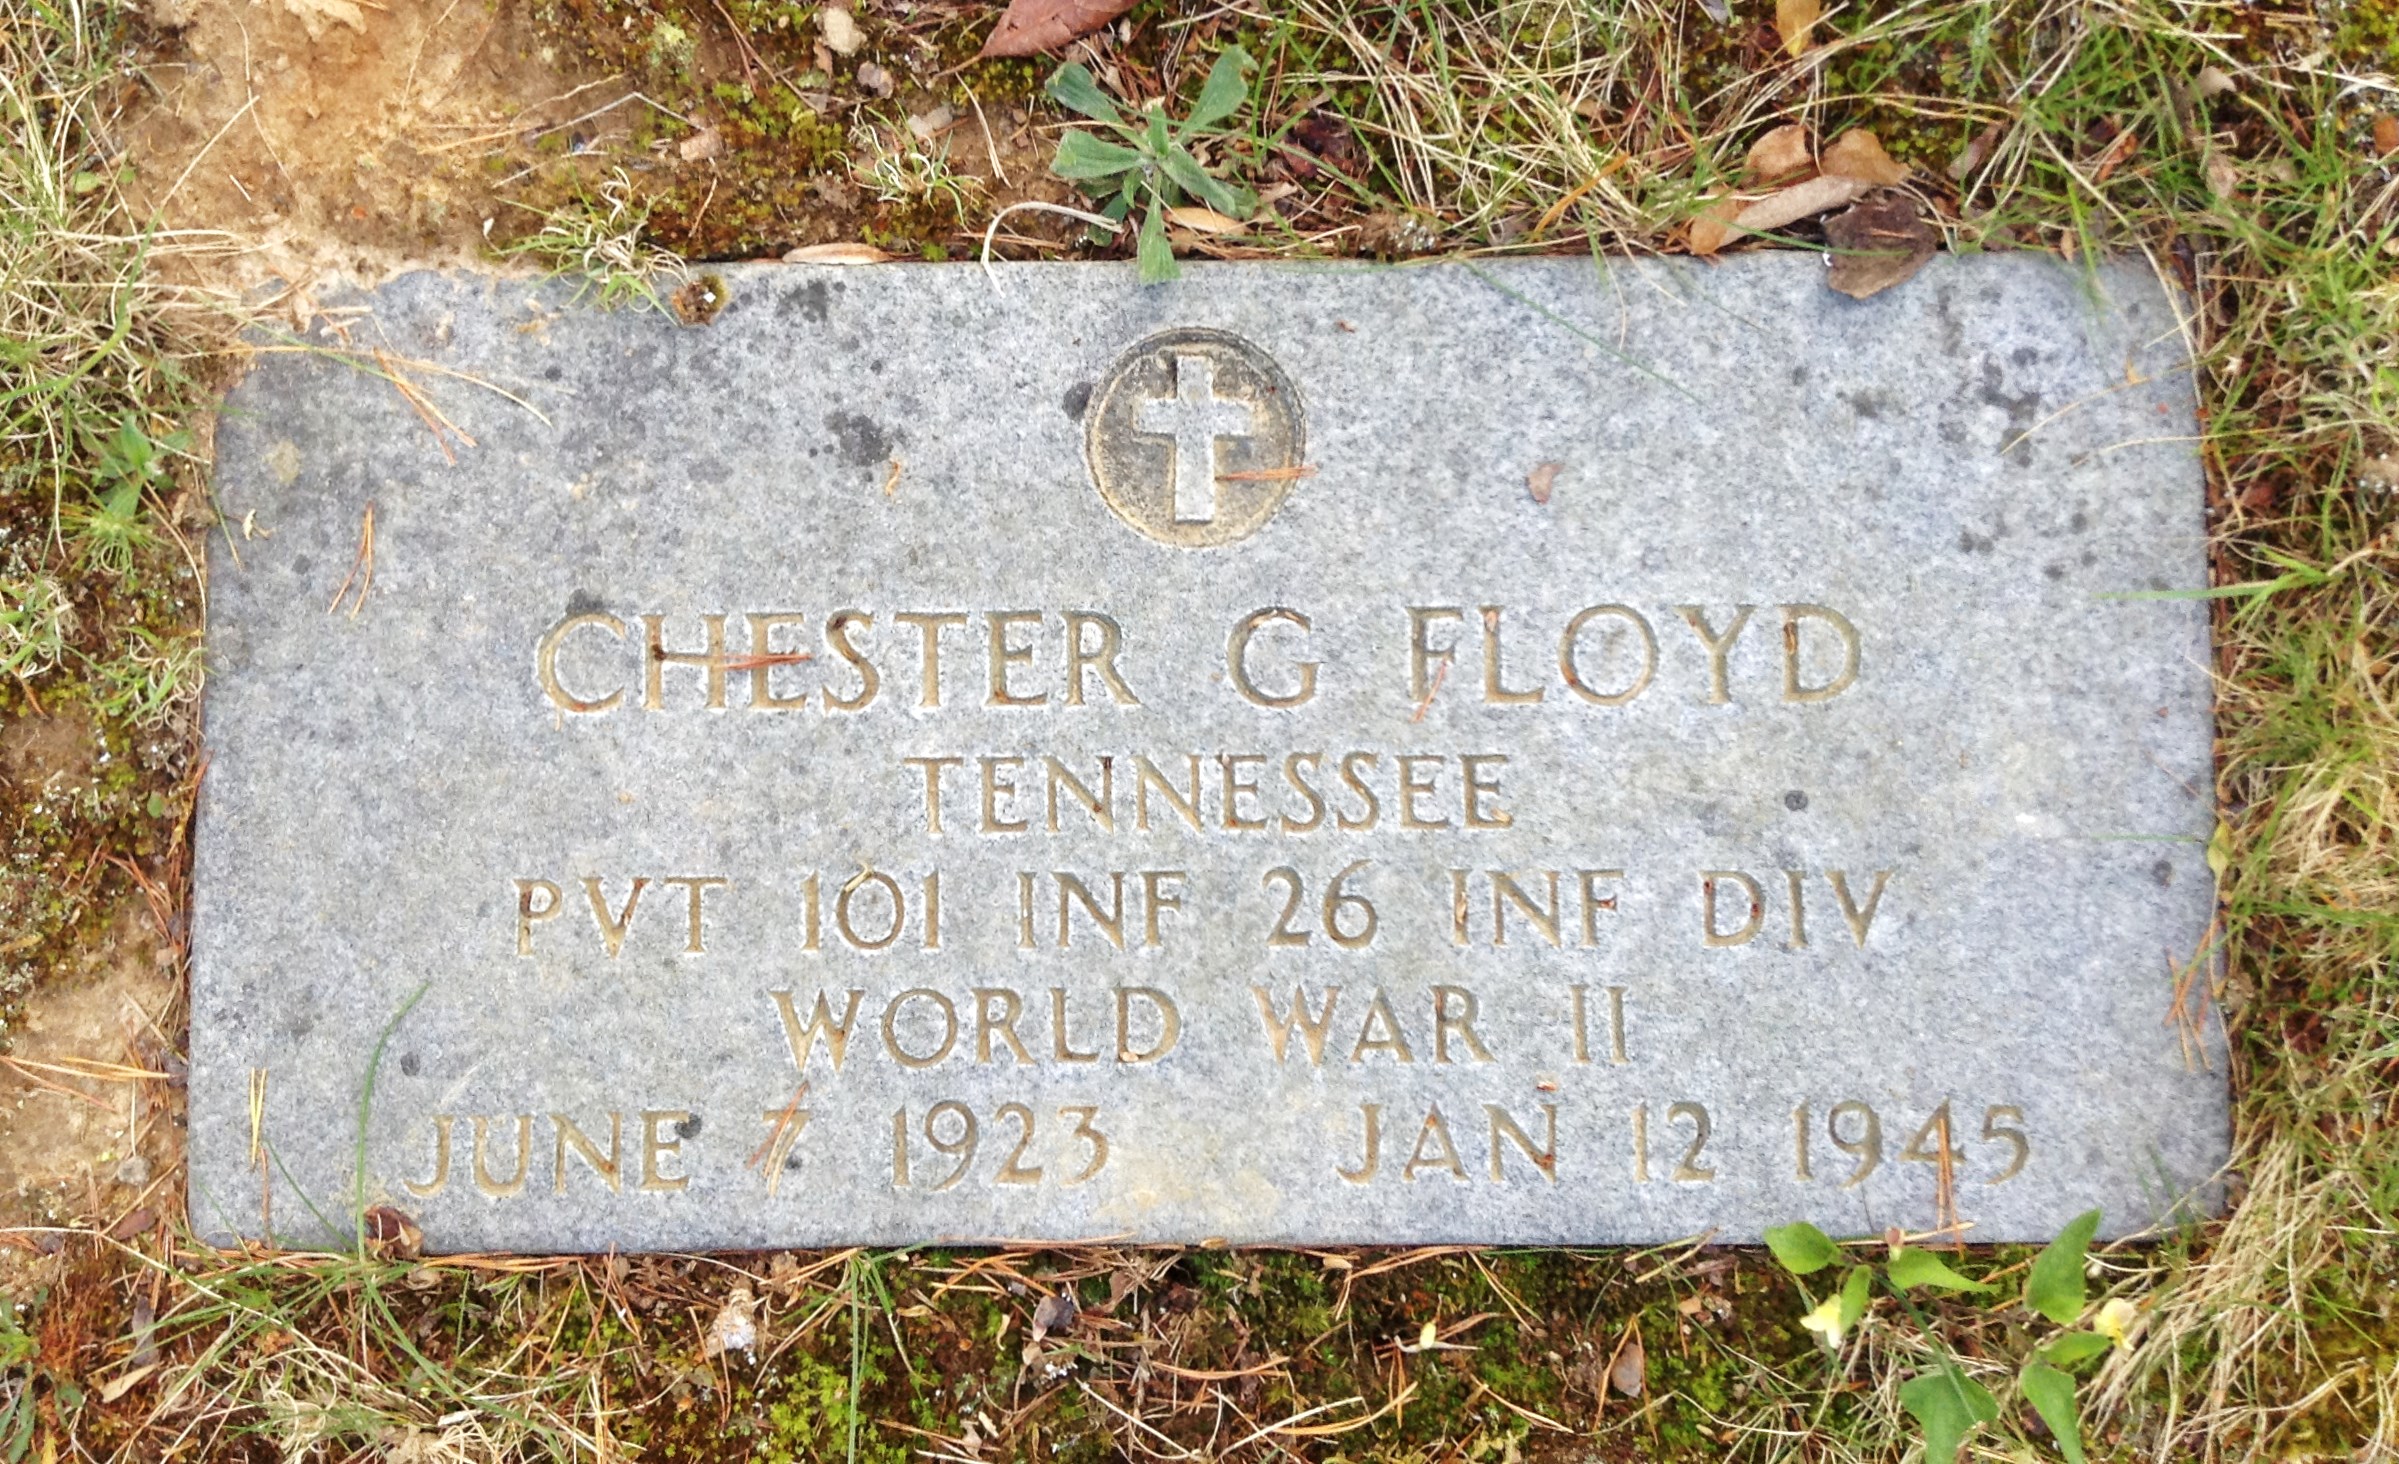 CHESTER G FLOYD
TENNESSEE
PVT 101 INF 26 INF DIV
WORLD WAR II
JUNE 7 1923 JAN 12 1945